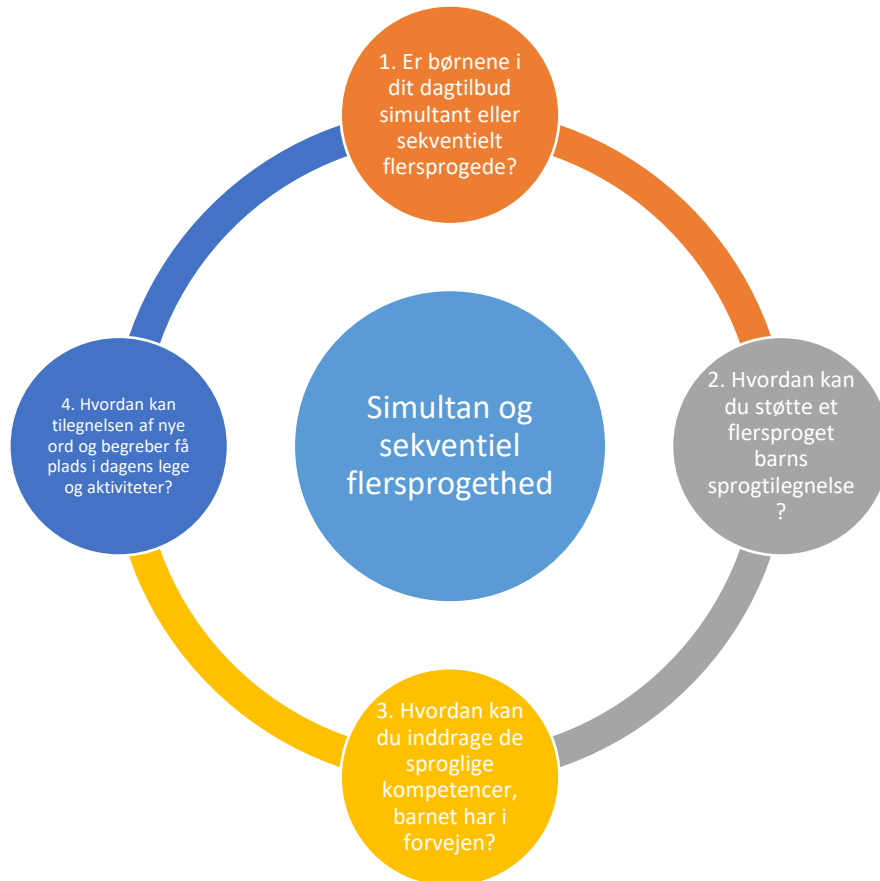 1. Er børnene i
dit dagtilbud
simultant eller
sekventielt
flersprogede?
2. Hvordan kan
du støtte et
flersproget
barns
sprogtilegnelse
?
3. Hvordan kan
du inddrage de
sproglige
kompetencer,
barnet har i
forvejen?
4. Hvordan kan
tilegnelsen af nye
ord og begreber få
plads i dagens lege
og aktiviteter?
Simultan og
sekventiel
flersprogethed